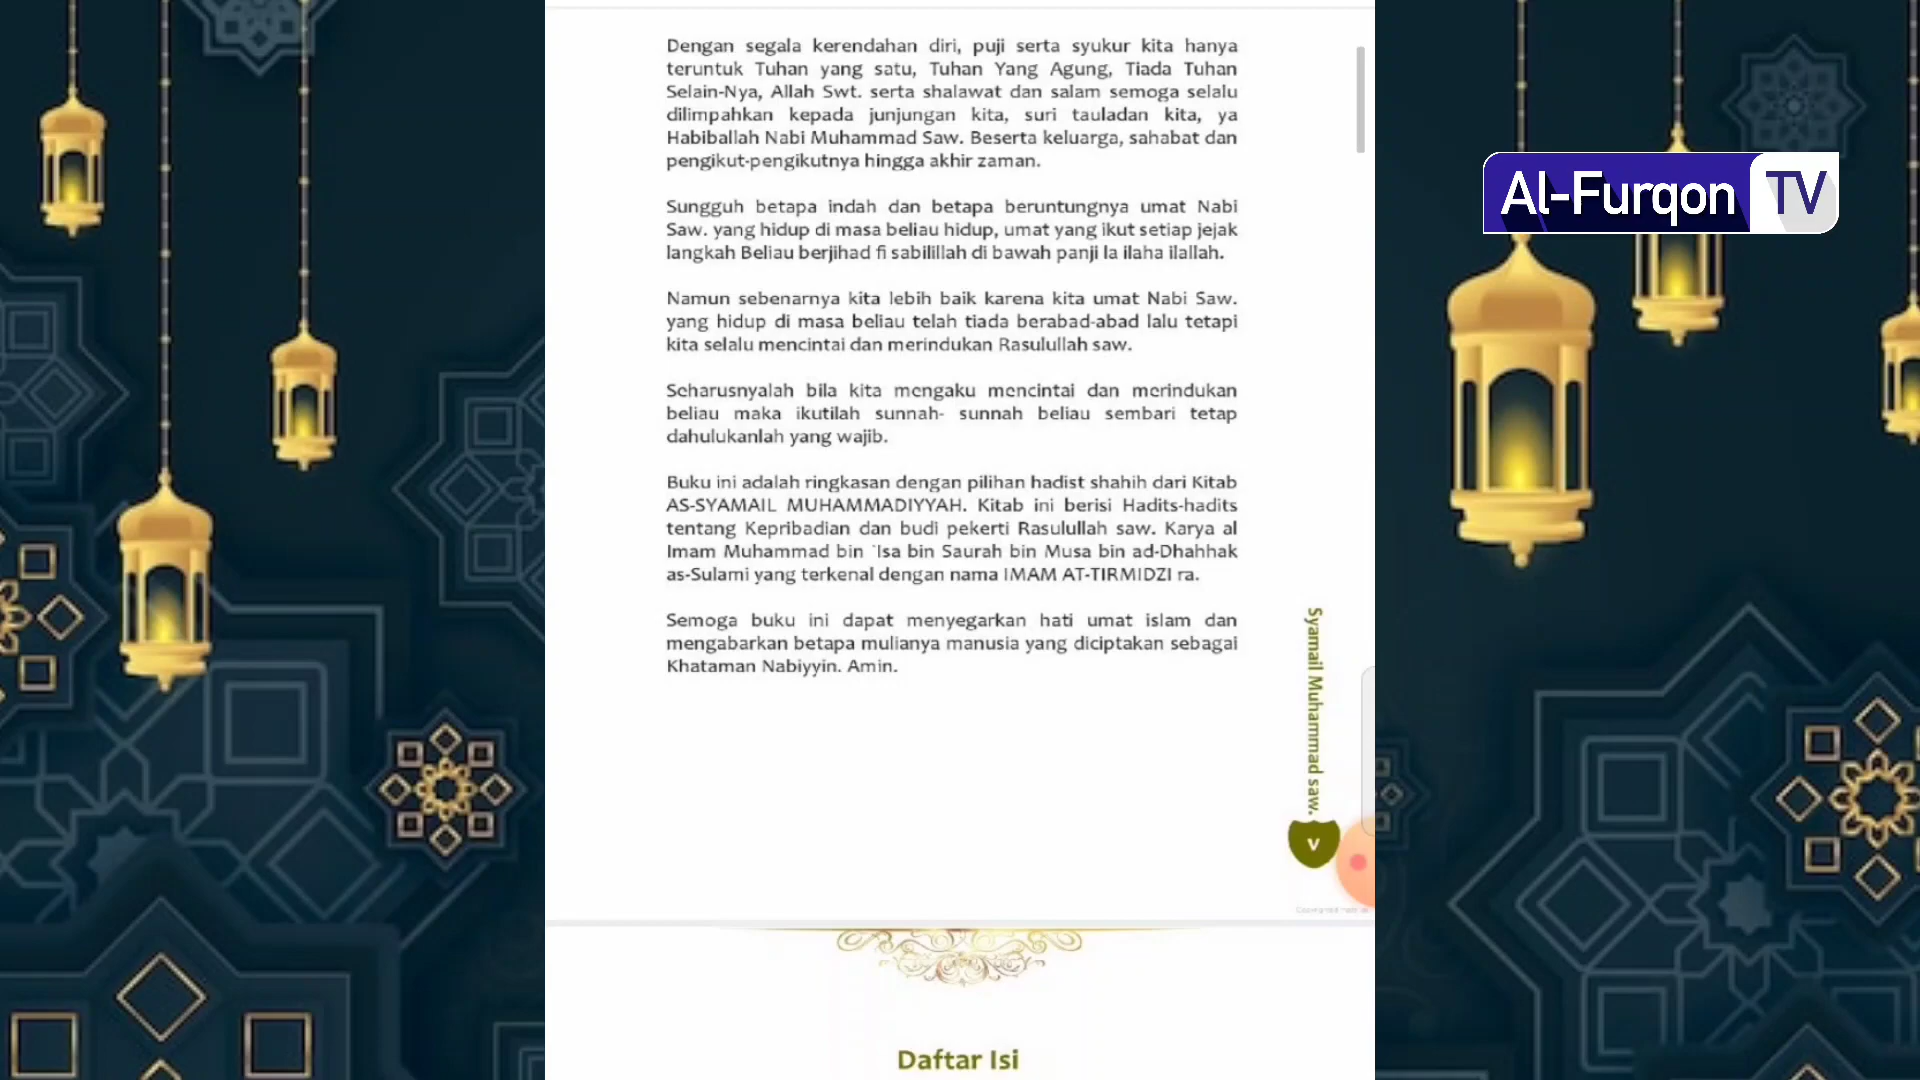 Dengan segala kerendahan diri, puji serta syukur kita hanya
teruntuk Tuhan yang satu, Tuhan Yang Agung, Tiada Tuhan
Selain-Nya, Allah Swt. serta shalawat dan salam semoga selalu
dilimpahkan kepada junjungan kita, suri tauladan kita, ya
Habiballah Nabi Muhammad Saw. Beserta keluarga, sahabat dan
pengikut-pengikutnya hingga akhir zaman.
Sungguh betapa indah dan betapa beruntungnya umat Nabi
Saw. yang hidup di masa beliau hidup, umat yang ikut setiap jejak
langkah Beliau berjihad fi sabilillah di bawah panji la ilaha ilallah.
Namun sebenarnya kita lebih baik karena kita umat Nabi Saw.
yang hidup di masa beliau telah tiada berabad-abad lalu tetapi
kita selalu mencintai dan merindukan Rasulullah saw.
Seharusnyalah bila kita mengaku mencintai dan merindukan
beliau maka ikutilah sunnah- sunnah beliau sembari tetap
dahulukanlah yang wajib.
Buku ini adalah ringkasan dengan pilihan hadist shahih dari Kitab
AS-SYAMAIL MUHAMMADIYYAH. Kitab ini berisi Hadits-hadits
tentang Kepribadian dan budi pekerti Rasulullah saw. Karya al
Imam Muhammad bin `Isa bin Saurah bin Musa bin ad-Dhahhak
as-Sulami yang terkenal dengan nama IMAM AT-TIRMIDZI ra.
Semoga buku ini dapat menyegarkan hati umat islam dan
mengabarkan betapa mulianya manusia yang diciptakan sebagai
Khataman Nabiyyin. Amin.
Syamail Muhammad saw.
v
Daftar Isi
Al-Furqon TV